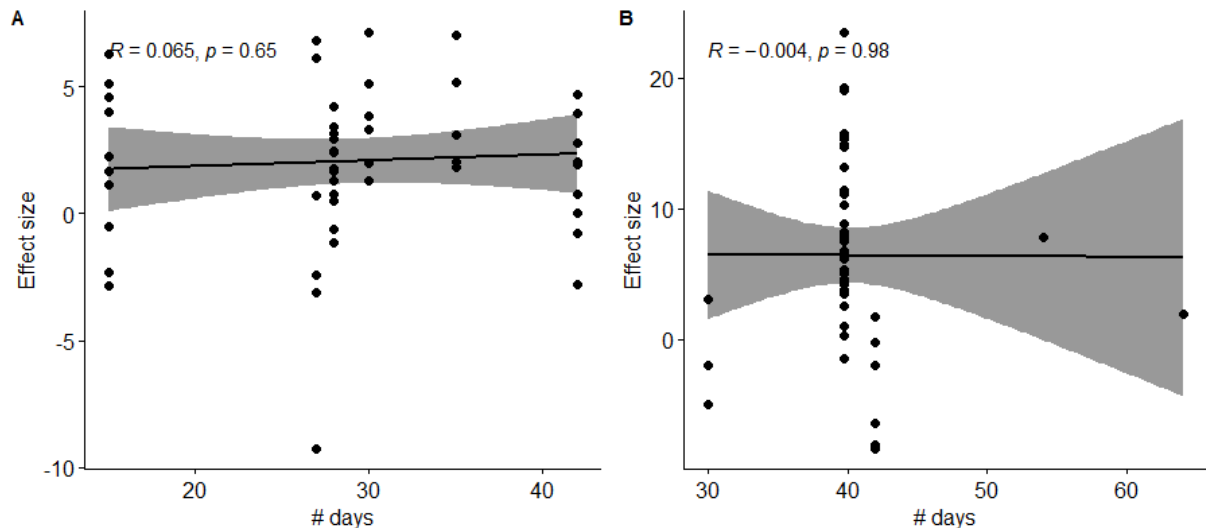 A
R = 0.065, p = 0.65
5
0
-5
-10
Effect size
20 30 40
# days
B
R = −0.004, p = 0.98
20
10
0
Effect size
30 40 50 60
# days